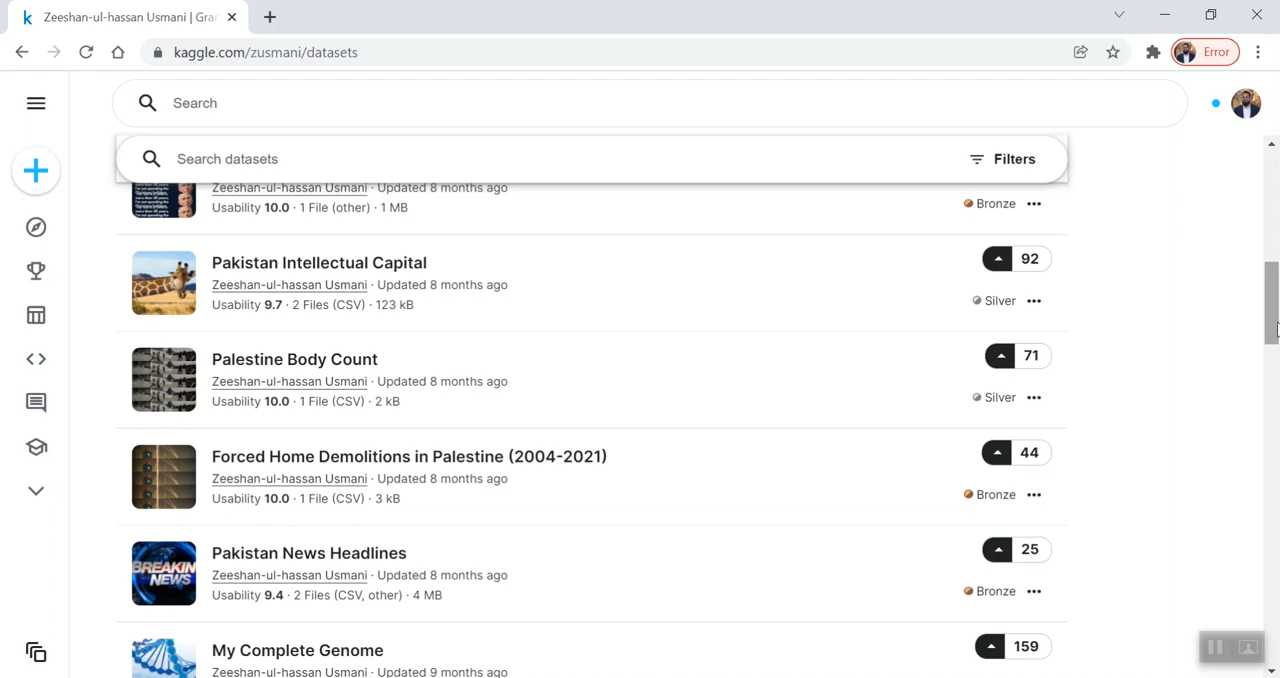 Zeeshan-ul-hassan Usmani | Gran
kaggle.com/zusmani/datasets
Error
Search
Search datasets
Filters
Zeeshan-ul-hassan Usmani · Updated 8 months ago
Usability 10.0 · 1 File (other) · 1 MB
Bronze
Pakistan Intellectual Capital
92
Zeeshan-ul-hassan Usmani · Updated 8 months ago
Usability 9.7 · 2 Files (CSV) · 123 kB
Silver
Palestine Body Count
71
Zeeshan-ul-hassan Usmani · Updated 8 months ago
Usability 10.0 · 1 File (CSV) · 2 kB
Silver
Forced Home Demolitions in Palestine (2004-2021)
44
Zeeshan-ul-hassan Usmani · Updated 8 months ago
Usability 10.0 · 1 File (CSV) · 3 kB
Bronze
Pakistan News Headlines
25
Zeeshan-ul-hassan Usmani · Updated 8 months ago
BREAKIN
NEWS
Usability 9.4 · 2 Files (CSV, other) · 4 MB
Bronze
My Complete Genome
159
Zeeshan-ul-hassan Usmani · Updated 9 months ago